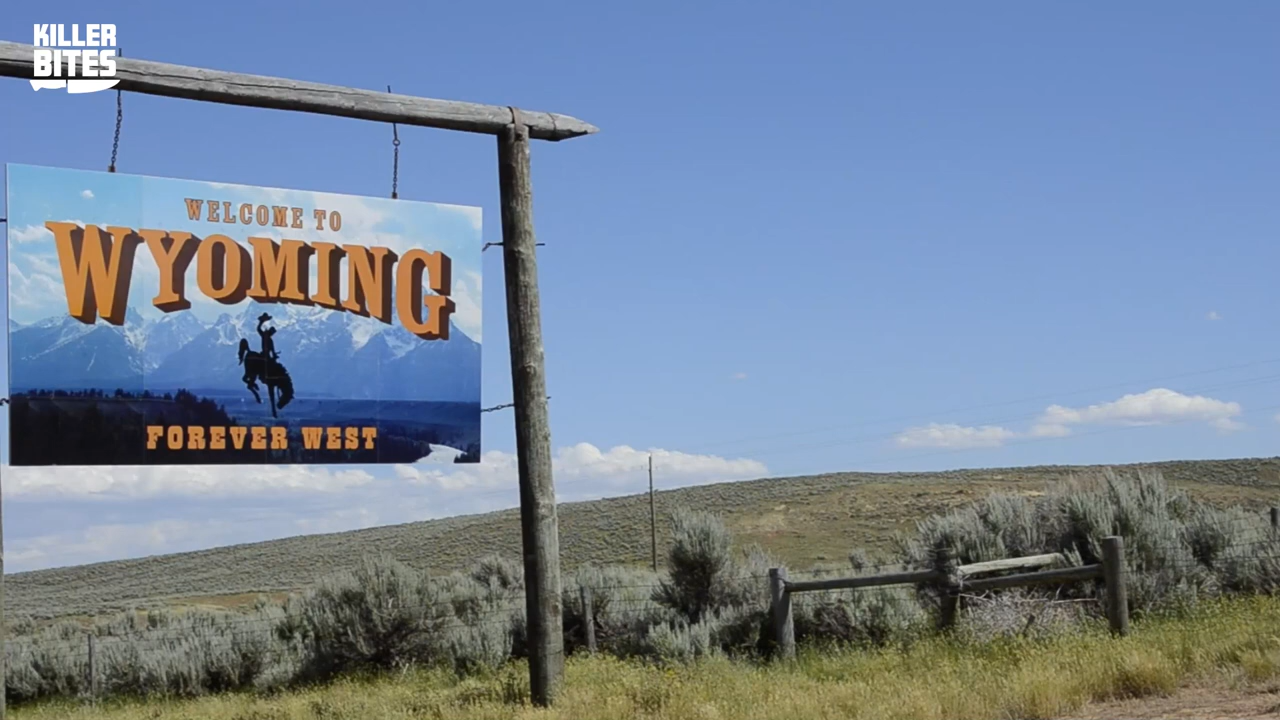 KILLER
BITES
WELCOME TO
WYOMING
FOREVER WEST